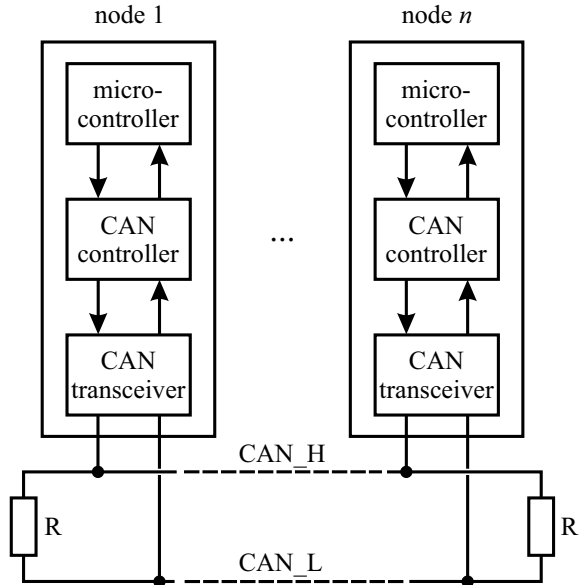 node 1
node n
micro-
controller
micro-
controller
CAN
controller
...
CAN
controller
CAN
transceiver
CAN
transceiver
CAN_H
R
R
CAN_L